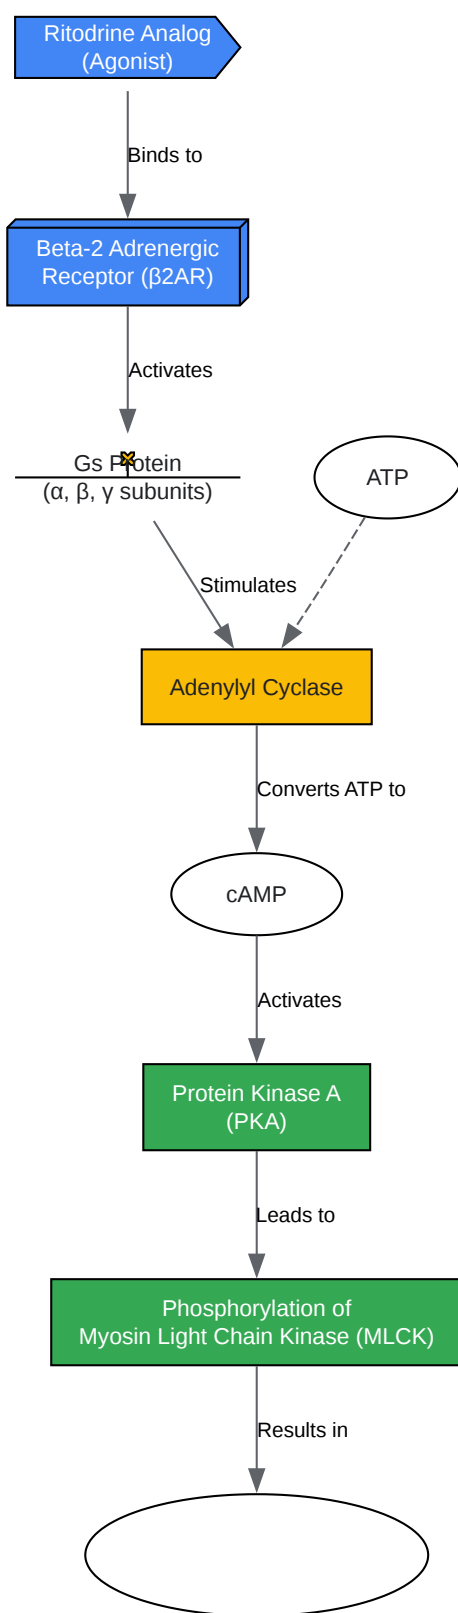 Ritodrine Analog
(Agonist)
Binds to
Beta-2 Adrenergic
Receptor (β2AR)
Activates
Gs Protein
(α, β, γ subunits)
ATP
Stimulates
Adenylyl Cyclase
Converts ATP to
cAMP
Activates
Protein Kinase A
(PKA)
Leads to
Phosphorylation of
Myosin Light Chain Kinase (MLCK)
Results in